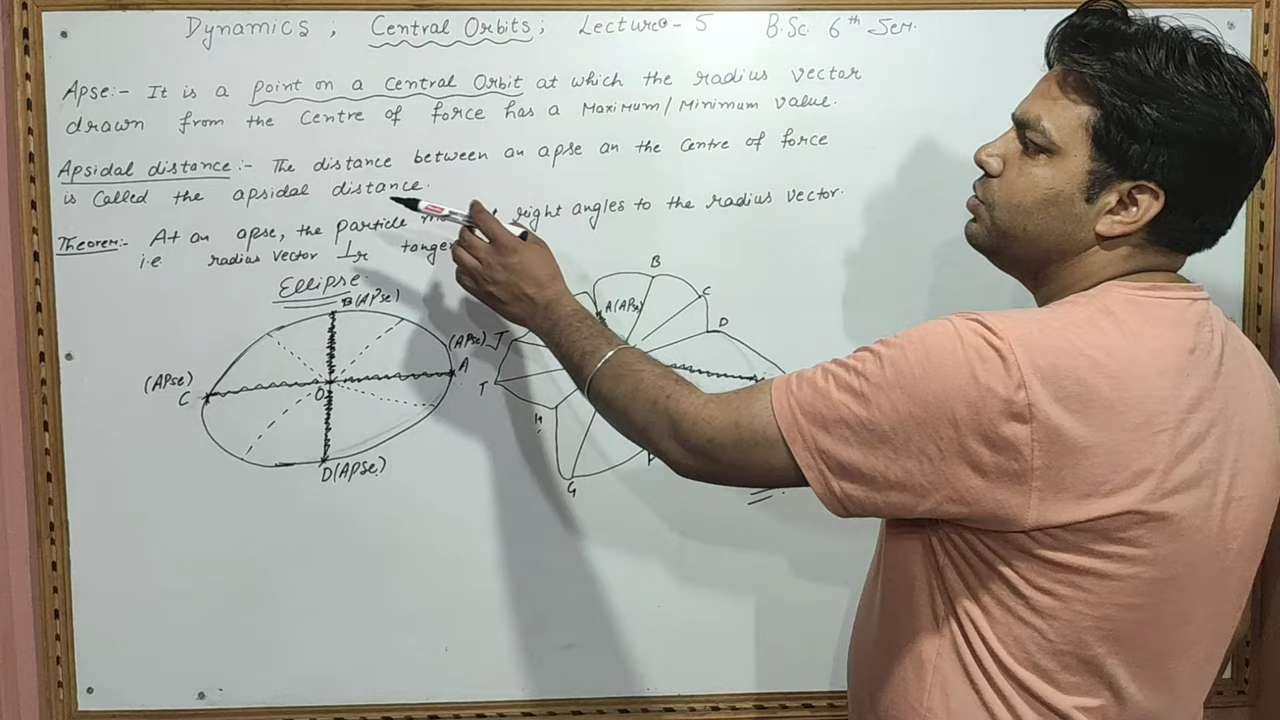 Dynamics ; Central Orbits ; Lecture - 5 B.Sc. 6th Sem.
Apse:- It is a point on a Central Orbit at which the radius vector
drawn from the Centre of force has a Maximum/Minimum value.
Apsidal distance:- The distance between an apse an the Centre of force
is Called the apsidal distance.
Theorem:- At an apse, the particle right angles to the radius vector.
i.e radius vector ⊥r
Ellipse
B(APse)
(APse)
A
(APse)
C
O
D(APSe)
A(APSe)
B
C
D
J
T
H
G